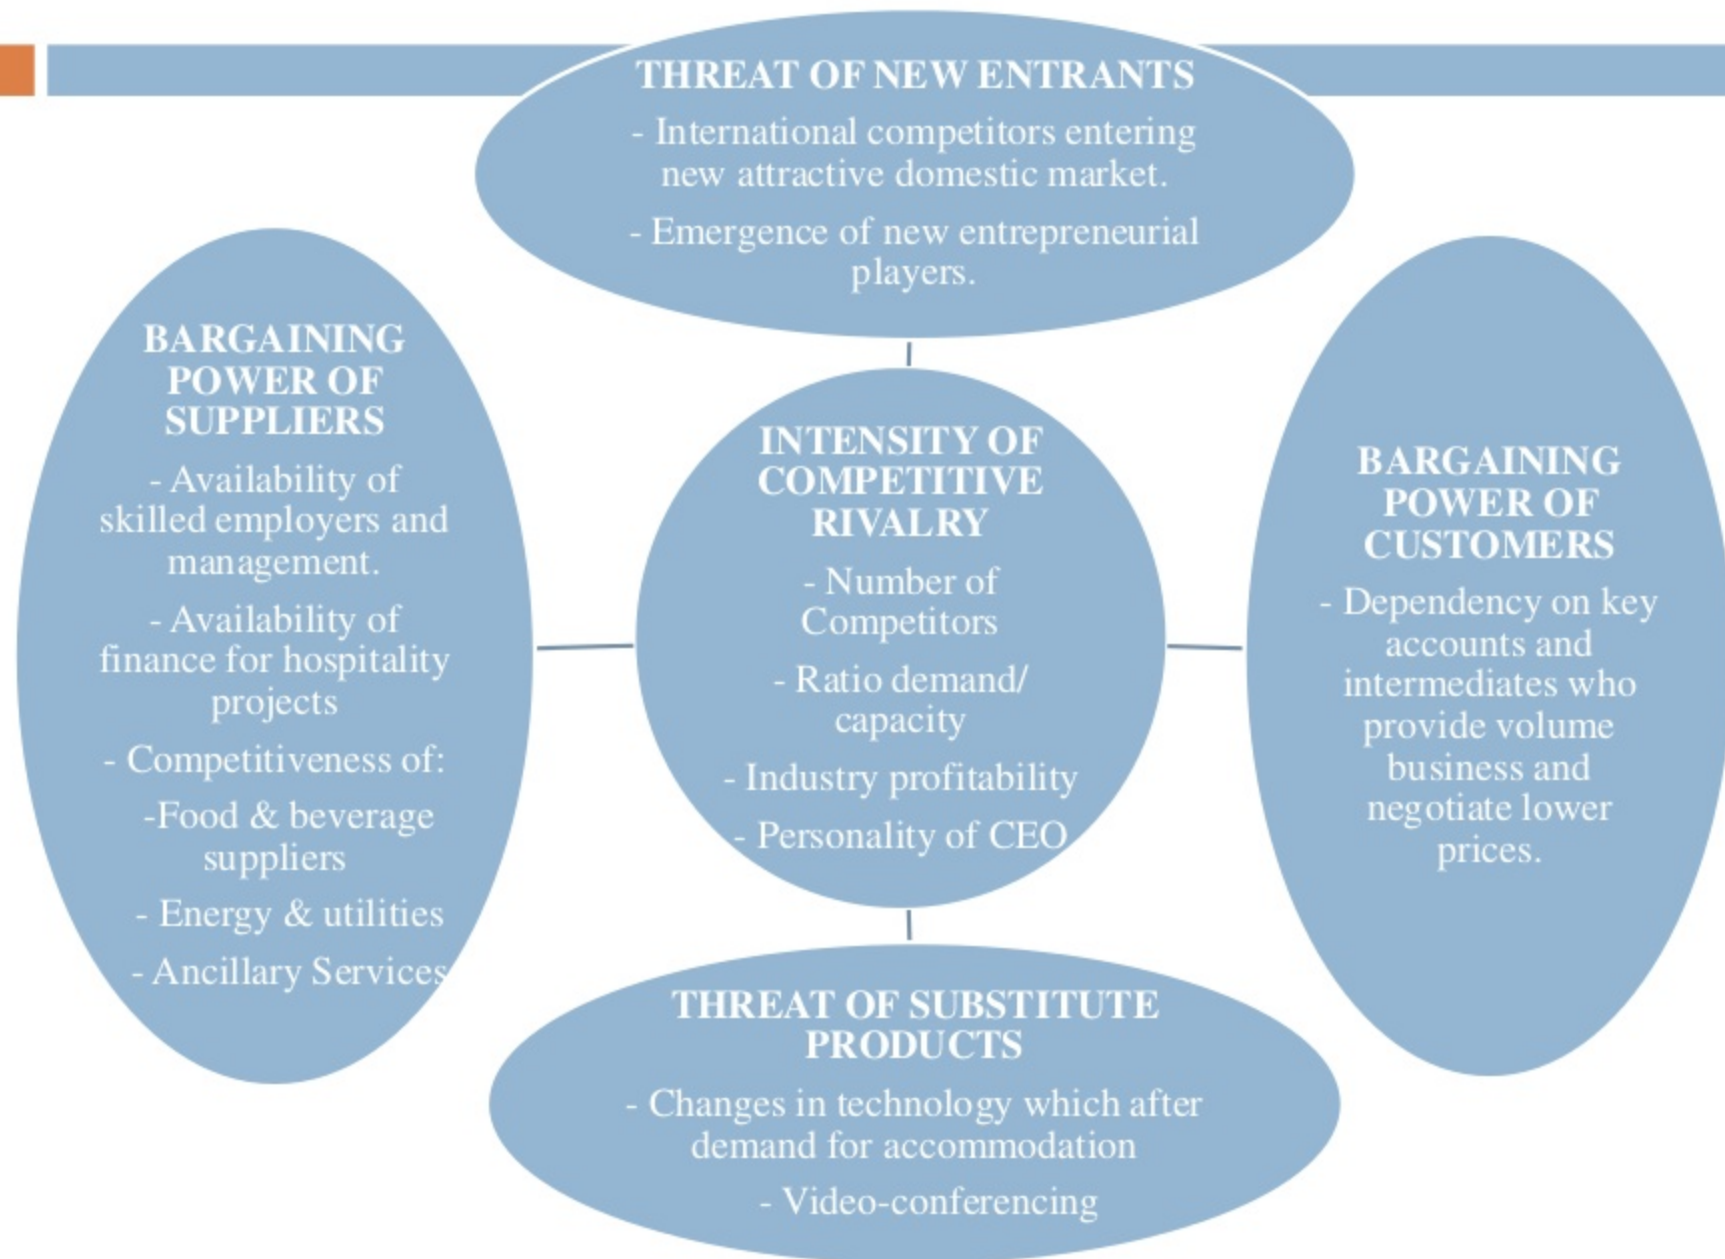 THREAT OF NEW ENTRANTS
- International competitors entering
new attractive domestic market.
- Emergence of new entrepreneurial
players.
BARGAINING
POWER OF
SUPPLIERS
- Availability of
skilled employers and
management.
- Availability of
finance for hospitality
projects
- Competitiveness of:
-Food & beverage
suppliers
- Energy & utilities
- Ancillary Services
INTENSITY OF
COMPETITIVE
RIVALRY
- Number of
Competitors
- Ratio demand/
capacity
- Industry profitability
- Personality of CEO
BARGAINING
POWER OF
CUSTOMERS
- Dependency on key
accounts and
intermediates who
provide volume
business and
negotiate lower
prices.
THREAT OF SUBSTITUTE
PRODUCTS
- Changes in technology which after
demand for accommodation
- Video-conferencing